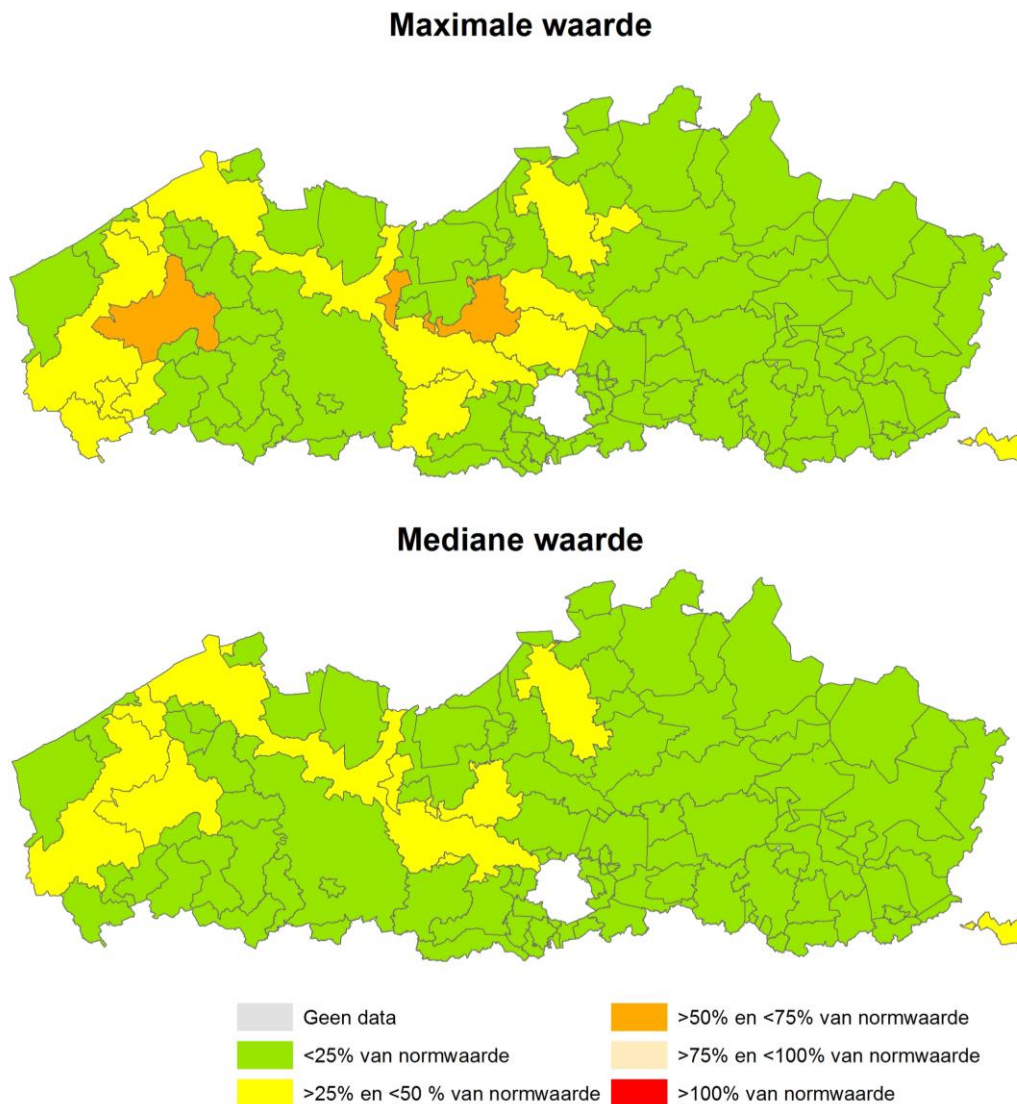 Maximale waarde
Mediane waarde
Geen data
<25% van normwaarde
>25% en <50 % van normwaarde
>50% en <75% van normwaarde
>75% en <100% van normwaarde
>100% van normwaarde